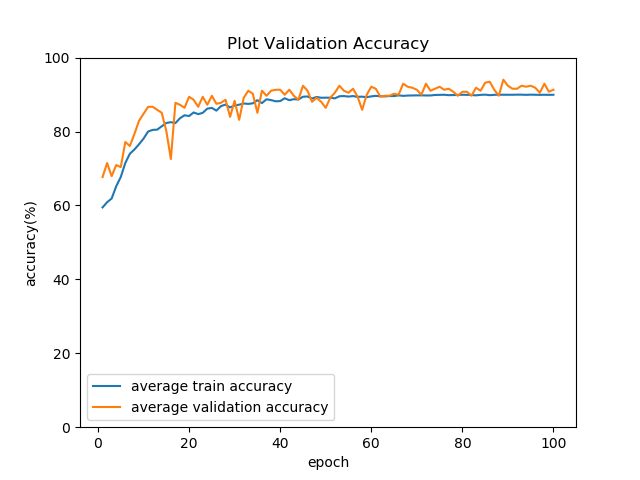 Plot Validation Accuracy
100
80
60
40
20
0
accuracy(%)
average train accuracy
average validation accuracy
0 20 40 60 80 100
epoch